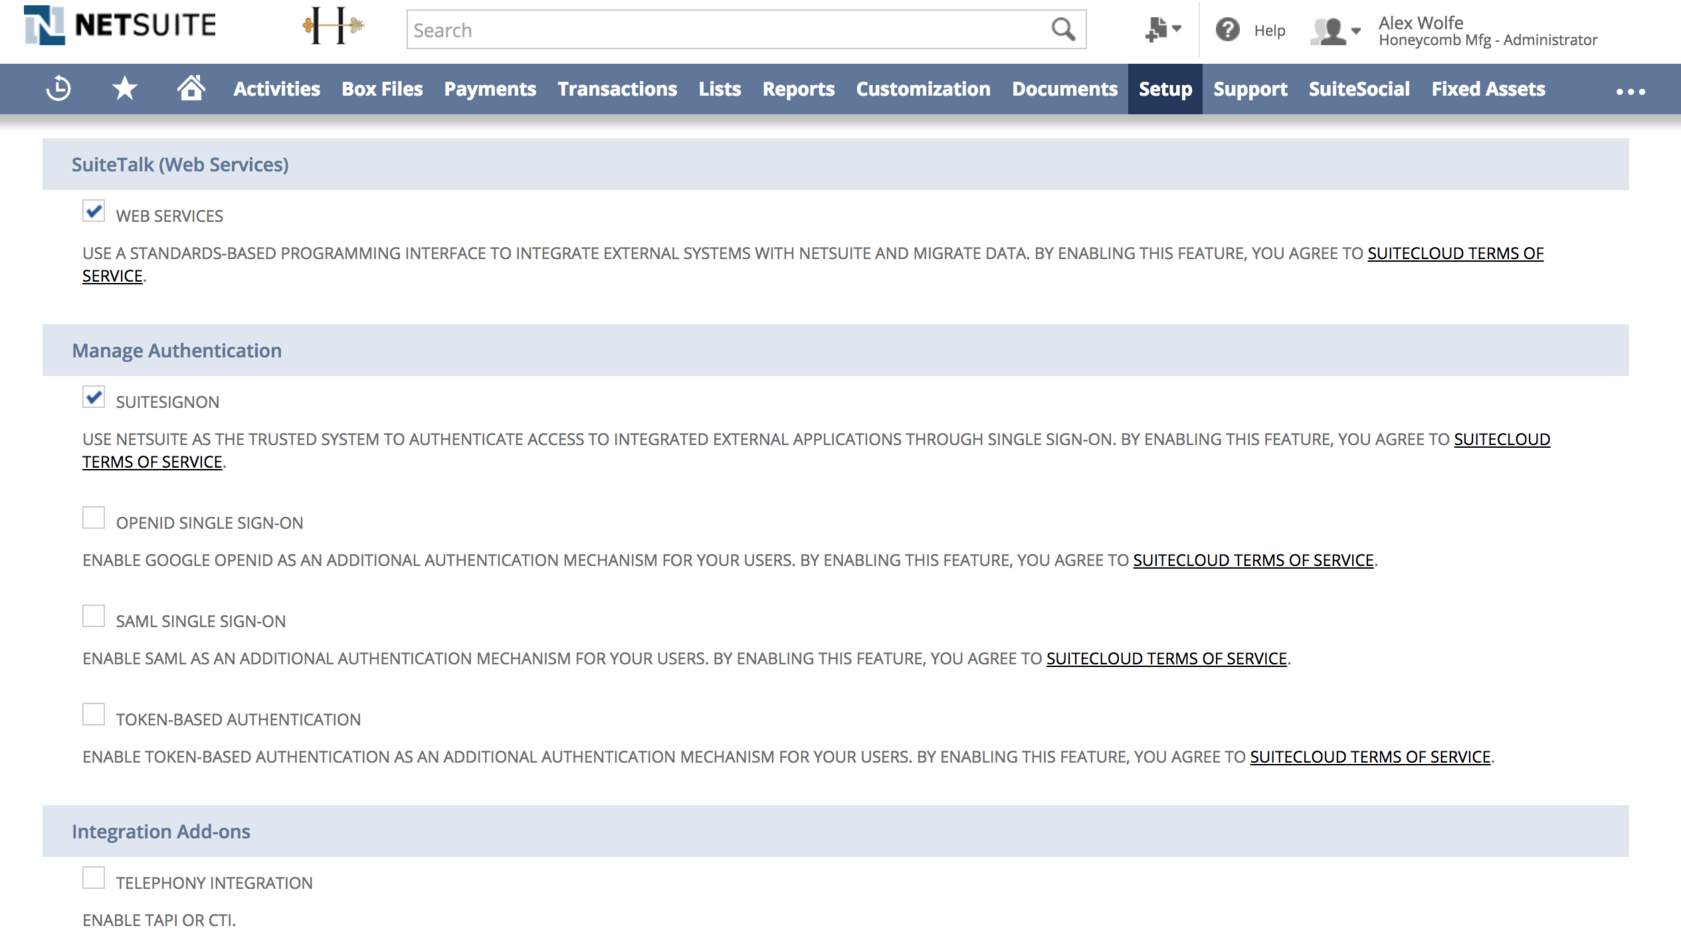 NETSUITE
H
Search
Help
Alex Wolfe
Honeycomb Mfg - Administrator
Activities Box Files Payments Transactions Lists Reports Customization Documents Setup Support SuiteSocial Fixed Assets
SuiteTalk (Web Services)
WEB SERVICES
USE A STANDARDS-BASED PROGRAMMING INTERFACE TO INTEGRATE EXTERNAL SYSTEMS WITH NETSUITE AND MIGRATE DATA. BY ENABLING THIS FEATURE, YOU AGREE TO SUITECLOUD TERMS OF
SERVICE.
Manage Authentication
SUITESIGNON
USE NETSUITE AS THE TRUSTED SYSTEM TO AUTHENTICATE ACCESS TO INTEGRATED EXTERNAL APPLICATIONS THROUGH SINGLE SIGN-ON. BY ENABLING THIS FEATURE, YOU AGREE TO SUITECLOUD
TERMS OF SERVICE.
OPENID SINGLE SIGN-ON
ENABLE GOOGLE OPENID AS AN ADDITIONAL AUTHENTICATION MECHANISM FOR YOUR USERS. BY ENABLING THIS FEATURE, YOU AGREE TO SUITECLOUD TERMS OF SERVICE.
SAML SINGLE SIGN-ON
ENABLE SAML AS AN ADDITIONAL AUTHENTICATION MECHANISM FOR YOUR USERS. BY ENABLING THIS FEATURE, YOU AGREE TO SUITECLOUD TERMS OF SERVICE.
TOKEN-BASED AUTHENTICATION
ENABLE TOKEN-BASED AUTHENTICATION AS AN ADDITIONAL AUTHENTICATION MECHANISM FOR YOUR USERS. BY ENABLING THIS FEATURE, YOU AGREE TO SUITECLOUD TERMS OF SERVICE.
Integration Add-ons
TELEPHONY INTEGRATION
ENABLE TAPI OR CTI.